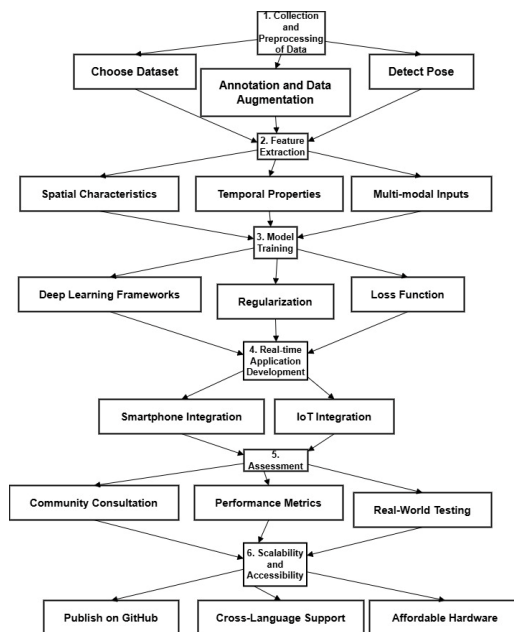 1. Collection
and
Preprocessing
of Data
Choose Dataset
Annotation and Data
Augmentation
Detect Pose
2. Feature
Extraction
Spatial Characteristics
Temporal Properties
Multi-modal Inputs
3. Model
Training
Deep Learning Frameworks
Regularization
Loss Function
4. Real-time
Application
Development
Smartphone Integration
IoT Integration
5.
Assessment
Community Consultation
Performance Metrics
Real-World Testing
6. Scalability
and
Accessibility
Publish on GitHub
Cross-Language Support
Affordable Hardware